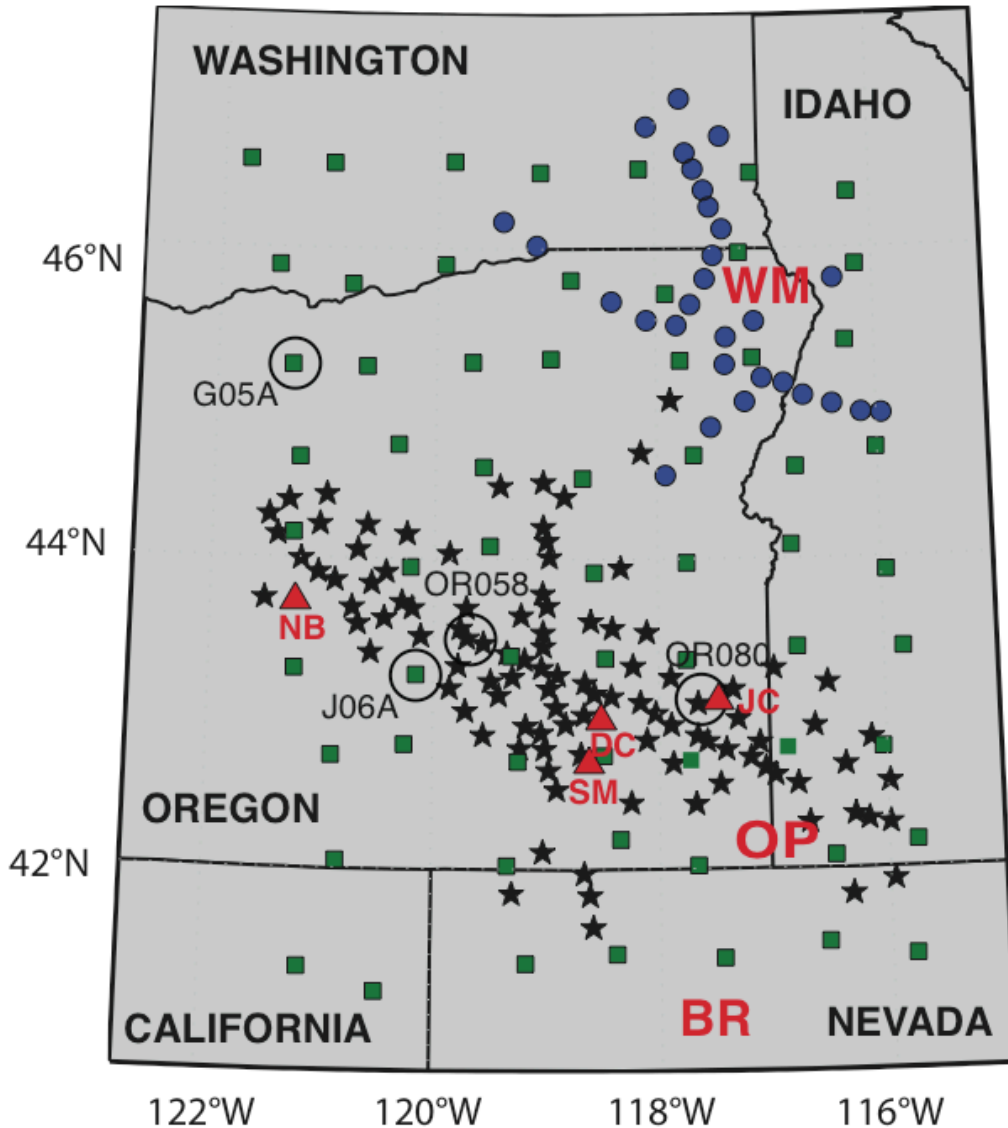 WASHINGTON
IDAHO
46°N
WM
G05A
44°N
OR058
NB
OR080
J06A
JC
DC
SM
OREGON
OP
42°N
BR
CALIFORNIA
NEVADA
122°W
120°W
118°W
116°W